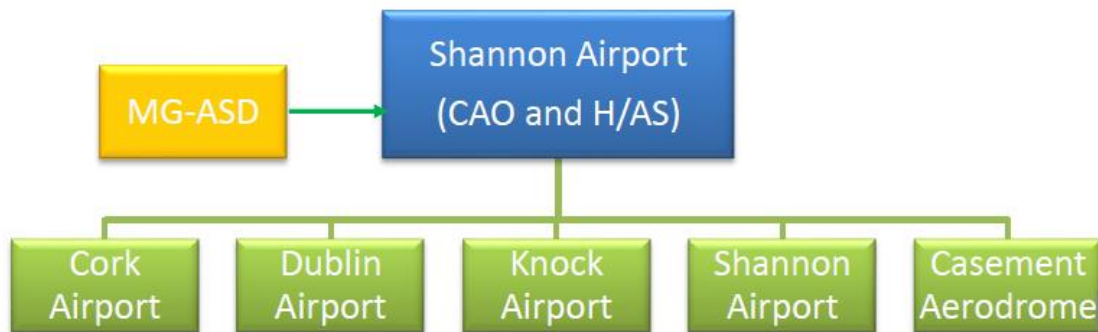 Shannon Airport
MG-ASD
(CAO and H/AS)
Cork
Airport
Dublin
Airport
Knock
Airport
Shannon
Airport
Casement
Aerodrome